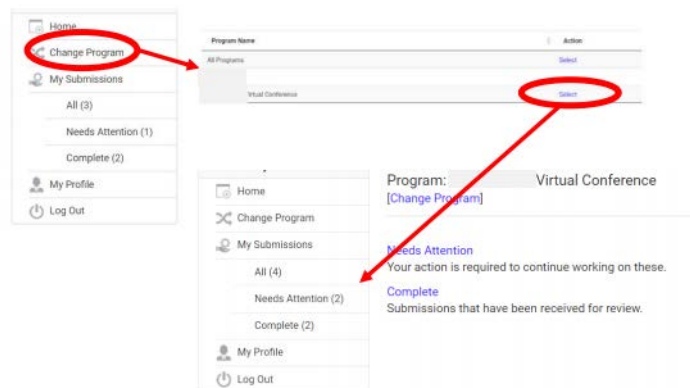 Home
Change Program
My Submissions
All (3)
Needs Attention (1)
Complete (2)
My Profile
Log Out
Program Name Action
All Programs Select
Virtual Conference Select
Home
Change Program
My Submissions
All (4)
Needs Attention (2)
Complete (2)
My Profile
Log Out
Program: Virtual Conference
[Change Program]
Needs Attention
Your action is required to continue working on these.
Complete
Submissions that have been received for review.